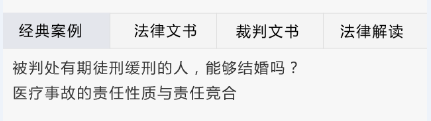 经典案例 法律文书 裁判文书 法律解读
被判处有期徒刑缓刑的人，能够结婚吗？
医疗事故的责任性质与责任竞合